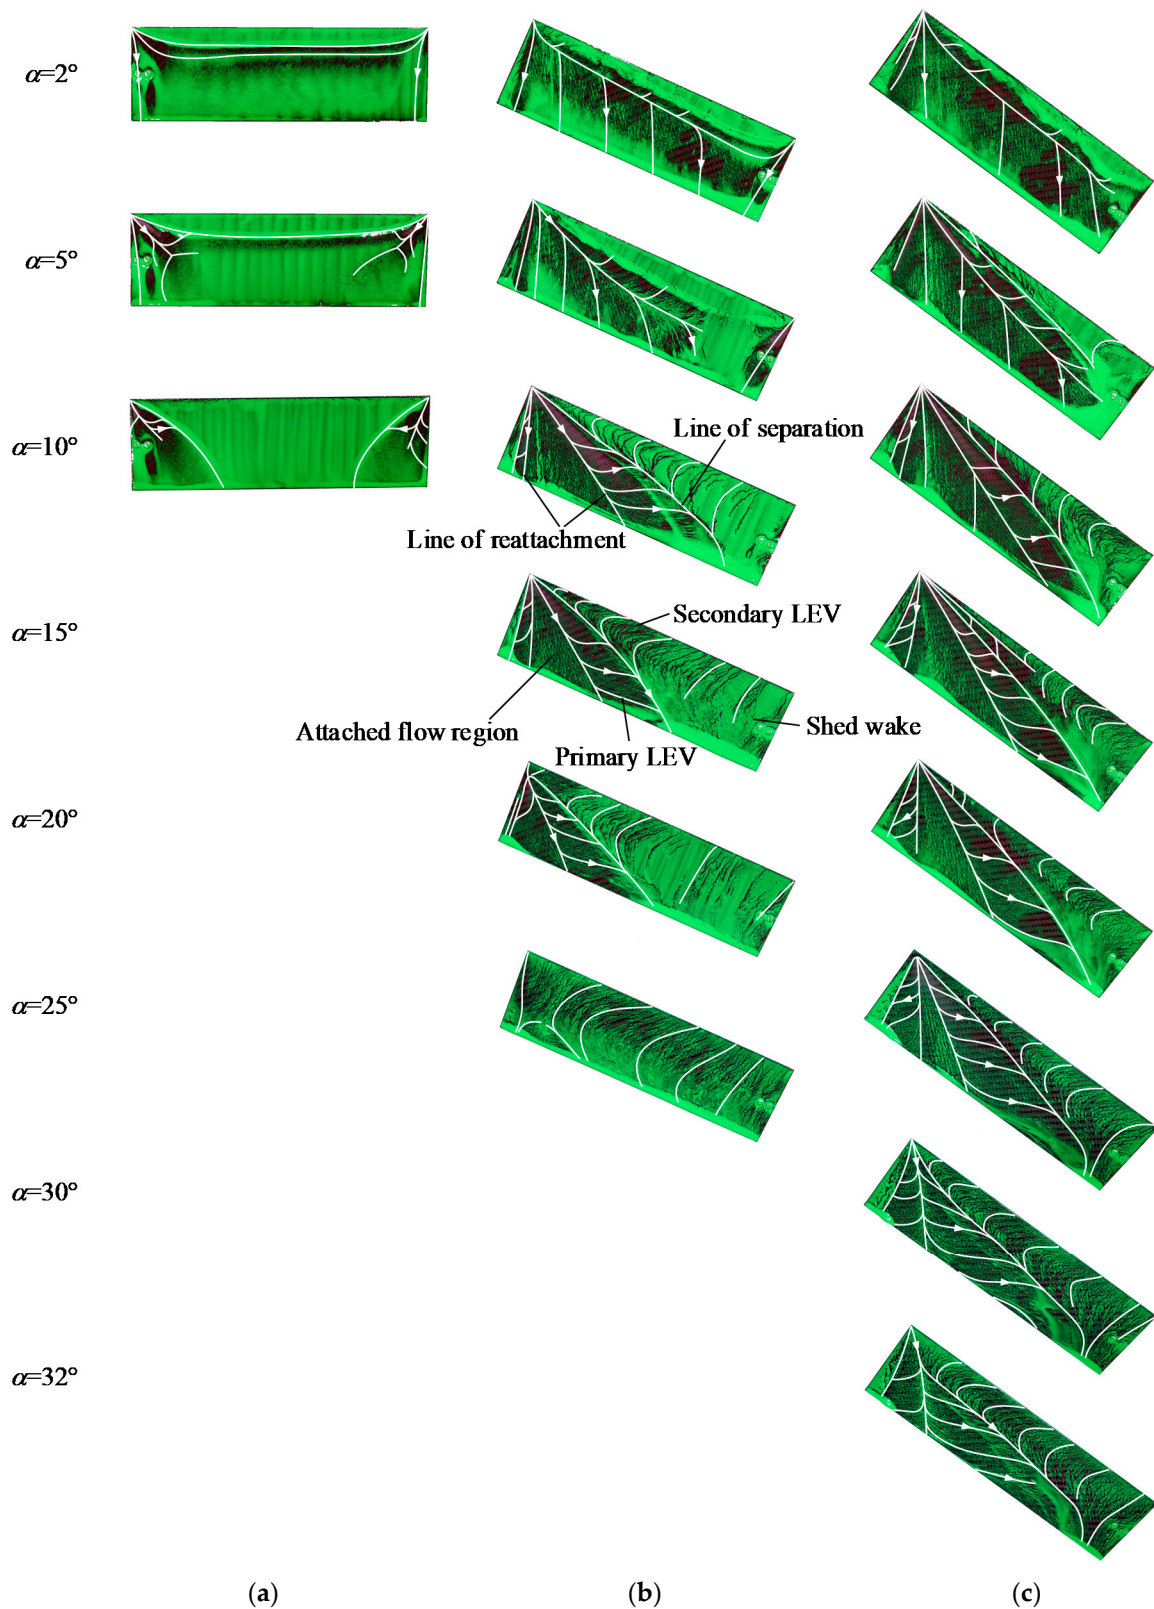 α=2°
α=5°
α=10°
Line of separation
Line of reattachment
α=15°
Secondary LEV
Attached flow region
Shed wake
Primary LEV
α=20°
α=25°
α=30°
α=32°
(a)
(b)
(c)